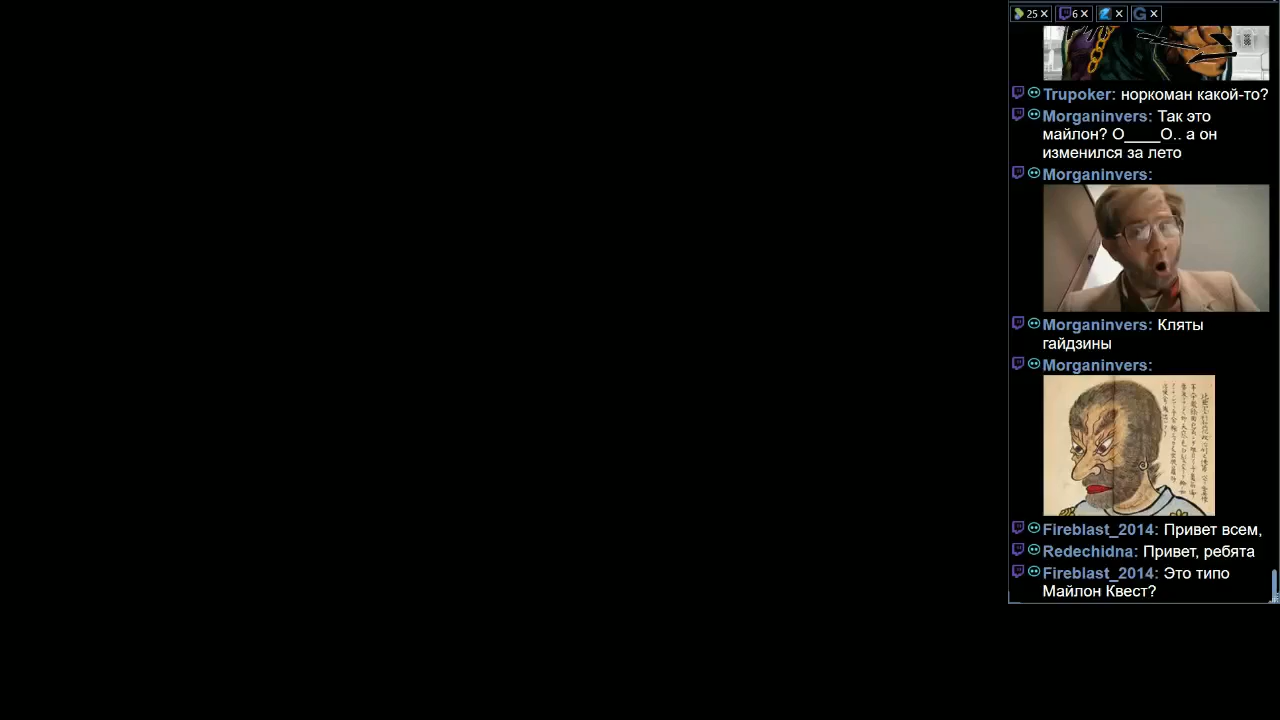 25 × 6 × × G ×
Trupoker: норкоман какой-то?
Morganinvers: Так это
майлон? О____О.. а он
изменился за лето
Morganinvers:
Morganinvers: Кляты
гайдзины
Morganinvers:
Fireblast_2014: Привет всем,
Redechidna: Привет, ребята
Fireblast_2014: Это типо
Майлон Квест?